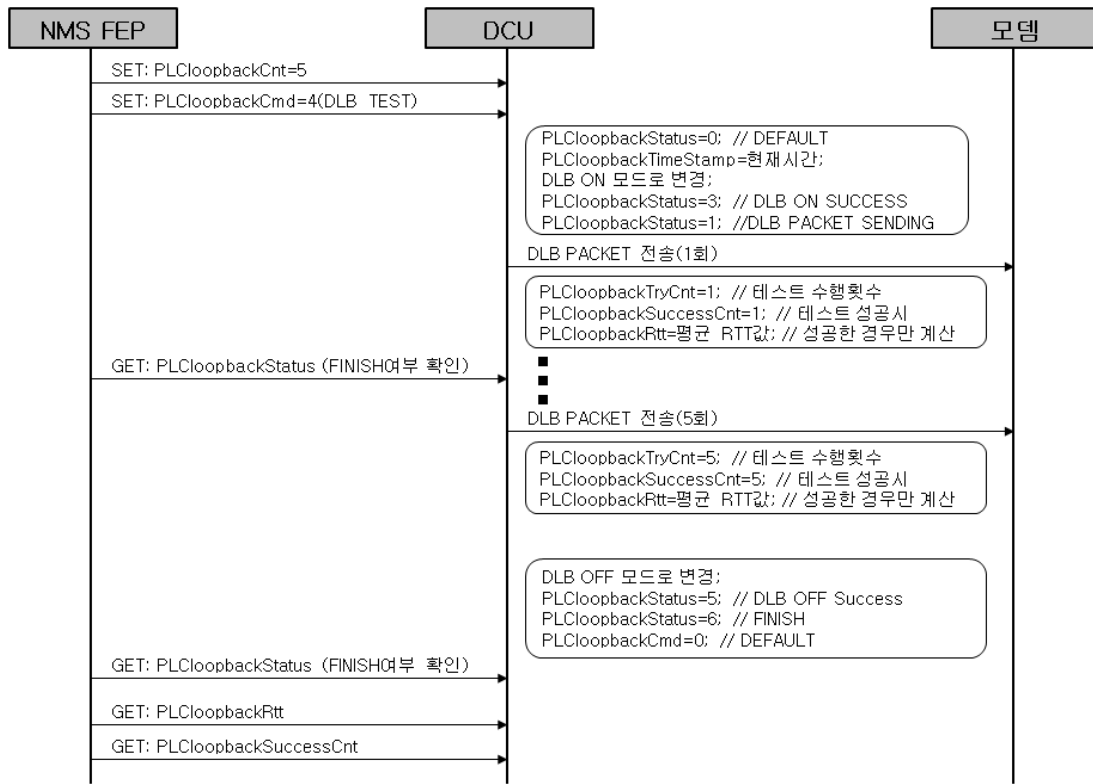 NMS FEP
DCU
모뎀
SET: PLCloopbackCnt=5
SET: PLCloopbackCmd=4(DLB TEST)
PLCloopbackStatus=0; // DEFAULT
PLCloopbackTimeStamp=현재시간;
DLB ON 모드로 변경;
PLCloopbackStatus=3; // DLB ON SUCCESS
PLCloopbackStatus=1; //DLB PACKET SENDING
DLB PACKET 전송(1회)
PLCloopbackTryCnt=1; // 테스트 수행횟수
PLCloopbackSuccessCnt=1; // 테스트 성공시
PLCloopbackRtt=평균 RTT값; // 성공한 경우만 계산
GET: PLCloopbackStatus (FINISH여부 확인)
DLB PACKET 전송(5회)
PLCloopbackTryCnt=5; // 테스트 수행횟수
PLCloopbackSuccessCnt=5; // 테스트 성공시
PLCloopbackRtt=평균 RTT값; // 성공한 경우만 계산
DLB OFF 모드로 변경;
PLCloopbackStatus=5; // DLB OFF Success
PLCloopbackStatus=6; // FINISH
PLCloopbackCmd=0; // DEFAULT
GET: PLCloopbackStatus (FINISH여부 확인)
GET: PLCloopbackRtt
GET: PLCloopbackSuccessCnt